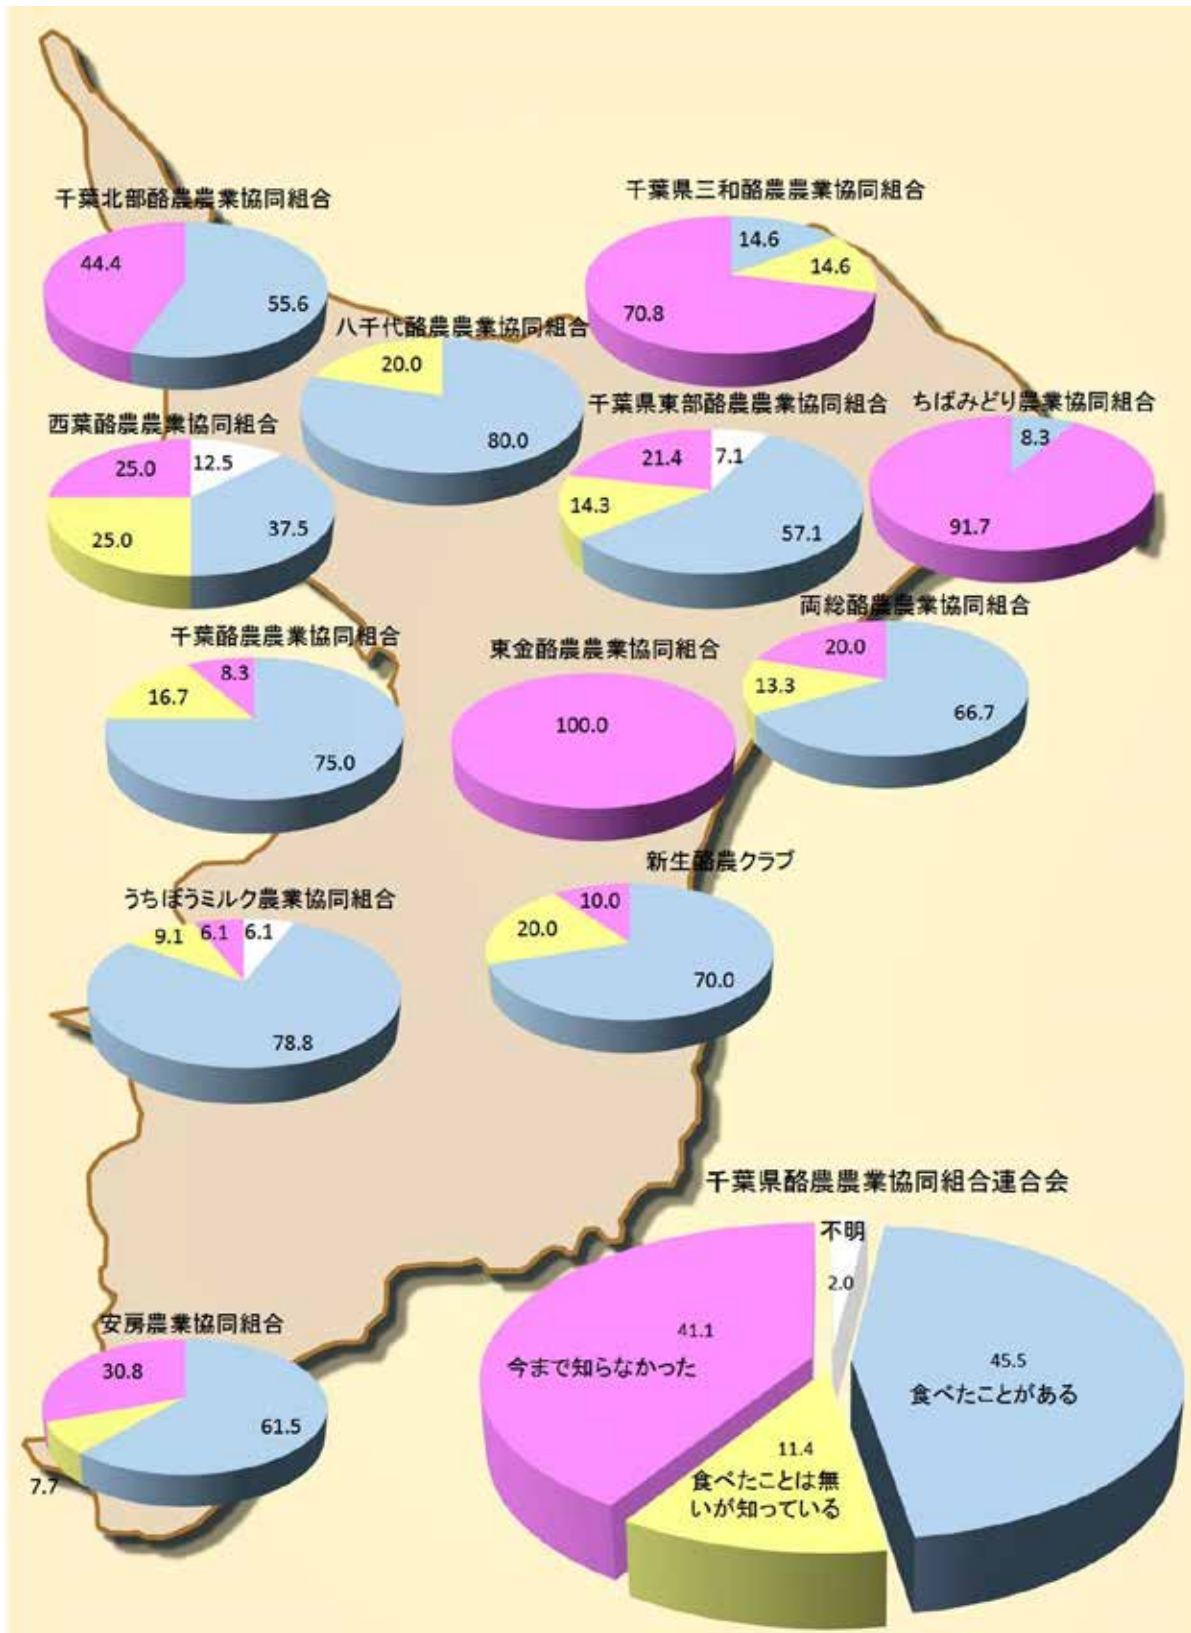 千葉北部酪農農業協同組合
44.4
55.6
千葉県三和酪農農業協同組合
14.6
14.6
70.8
八千代酪農農業協同組合
20.0
80.0
西葉酪農農業協同組合
25.0
12.5
25.0
37.5
千葉県東部酪農農業協同組合
21.4
7.1
14.3
57.1
ちばみどり農業協同組合
8.3
91.7
千葉酪農農業協同組合
8.3
16.7
75.0
東金酪農農業協同組合
100.0
両総酪農農業協同組合
20.0
13.3
66.7
うちぼうミルク農業協同組合
9.1
6.1
6.1
78.8
新生酪農クラブ
10.0
20.0
70.0
安房農業協同組合
30.8
61.5
7.7
千葉県酪農農業協同組合連合会
不明
2.0
41.1
今まで知らなかった
45.5
食べたことがある
11.4
食べたことは無
いが知っている